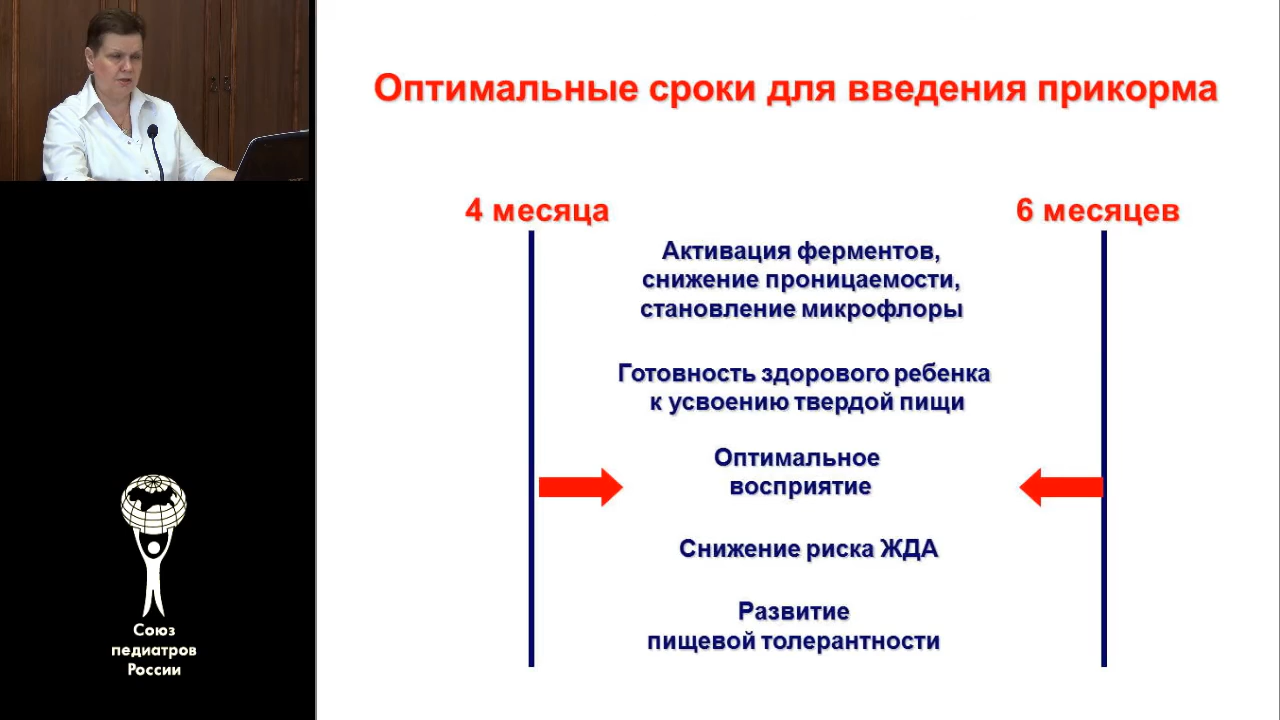 Оптимальные сроки для введения прикорма
4 месяца
6 месяцев
Активация ферментов,
снижение проницаемости,
становление микрофлоры
Готовность здорового ребенка
к усвоению твердой пищи
Оптимальное
восприятие
Снижение риска ЖДА
Развитие
пищевой толерантности
Союз
педиатров
России